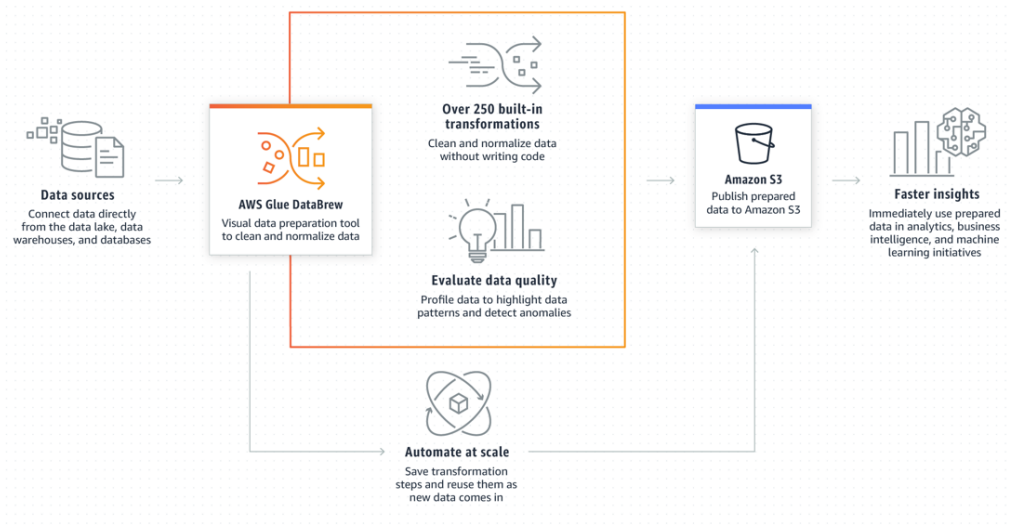 Data sources
Connect data directly
from the data lake, data
warehouses, and databases
AWS Glue DataBrew
Visual data preparation tool
to clean and normalize data
Over 250 built-in
transformations
Clean and normalize data
without writing code
Evaluate data quality
Profile data to highlight data
patterns and detect anomalies
Automate at scale
Save transformation
steps and reuse them as
new data comes in
Amazon S3
Publish prepared
data to Amazon S3
Faster insights
Immediately use prepared
data in analytics, business
intelligence, and machine
learning initiatives